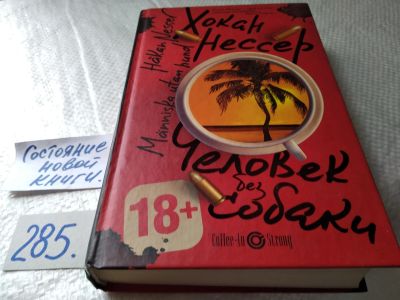 Хокан
Нессер
Håkan Nesser
Människa utan hund
Человек
без
собаки
18+
Coffee-In
Strong
Состояние
новой
книги.
285.